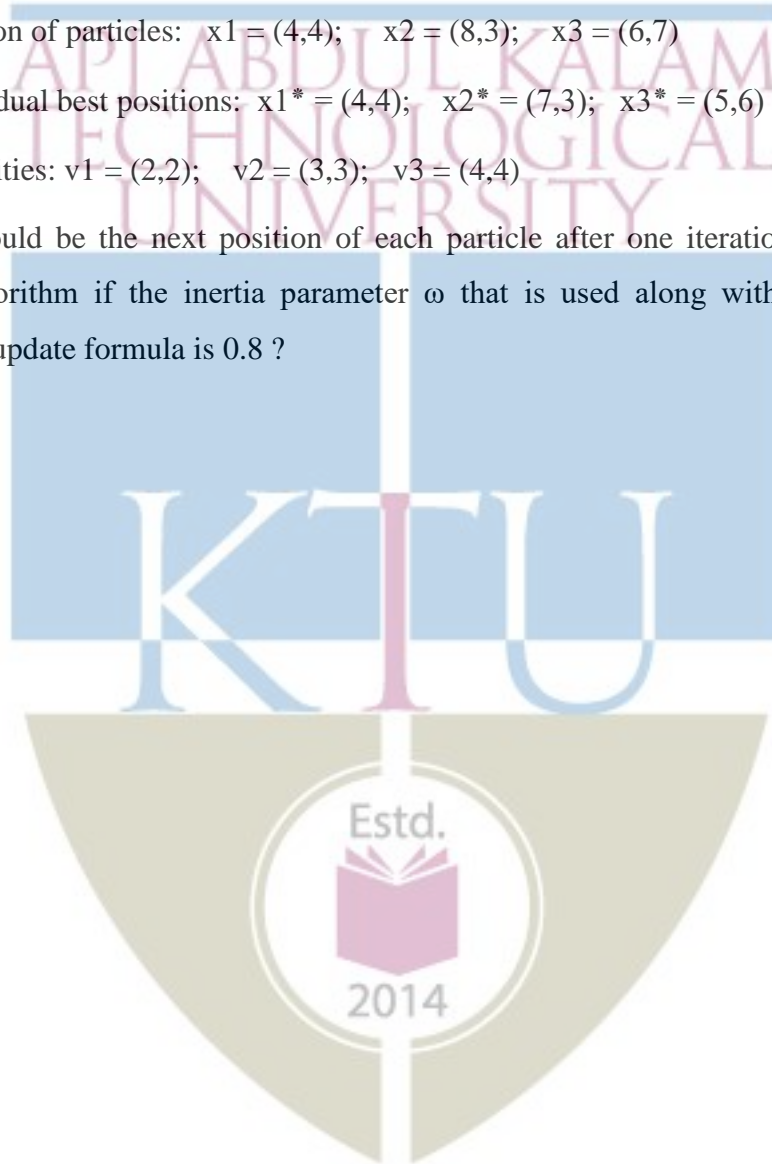 on of particles: x1 = (4,4); x2 = (8,3); x3 = (6,7)
dual best positions: x1* = (4,4); x2* = (7,3); x3* = (5,6)
ties: v1 = (2,2); v2 = (3,3); v3 = (4,4)
ould be the next position of each particle after one iteratio
orithm if the inertia parameter ω that is used along with
update formula is 0.8 ?
API ABDUL KALAM
TECHNOLOGICAL
UNIVERSITY
KTU
Estd.
2014